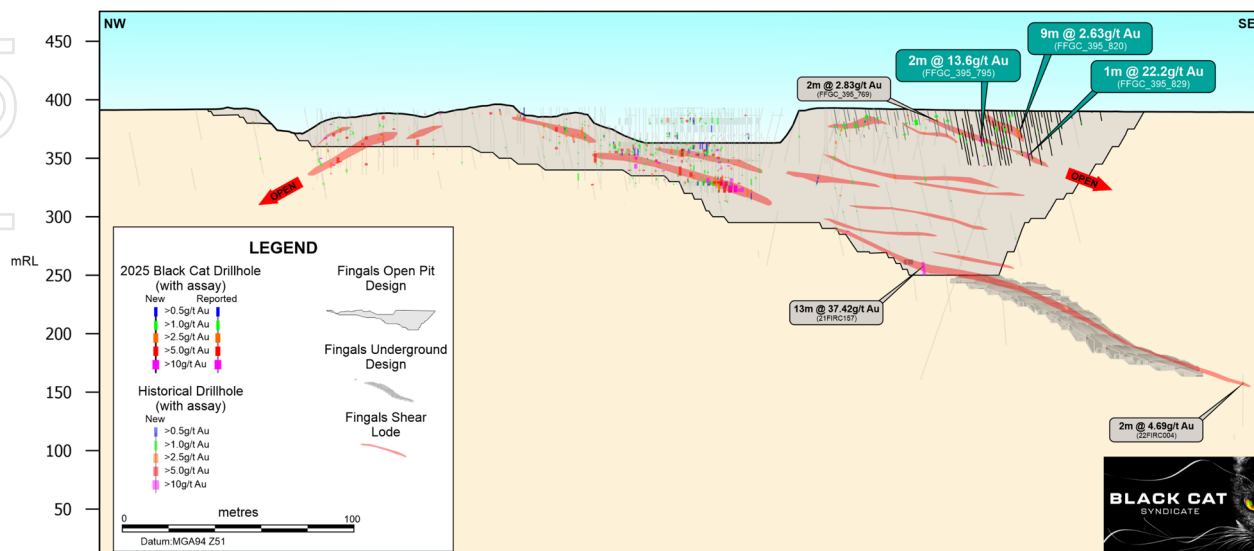 NW
SE
450
400
350
300
250
200
150
100
50
mRL
9m @ 2.63g/t Au
(FFGC_395_820)
2m @ 13.6g/t Au
(FFGC_395_795)
1m @ 22.2g/t Au
(FFGC_395_829)
2m @ 2.83g/t Au
(FFGC_395_769)
OPEN
OPEN
13m @ 37.42g/t Au
(21FIRC157)
2m @ 4.69g/t Au
(22FIRC004)
LEGEND
2025 Black Cat Drillhole
(with assay)
New Reported
>0.5g/t Au
>1.0g/t Au
>2.5g/t Au
>5.0g/t Au
>10g/t Au
Historical Drillhole
(with assay)
New
>0.5g/t Au
>1.0g/t Au
>2.5g/t Au
>5.0g/t Au
>10g/t Au
Fingals Open Pit
Design
Fingals Underground
Design
Fingals Shear
Lode
0 metres 100
Datum:MGA94 Z51
BLACK CAT
SYNDICATE